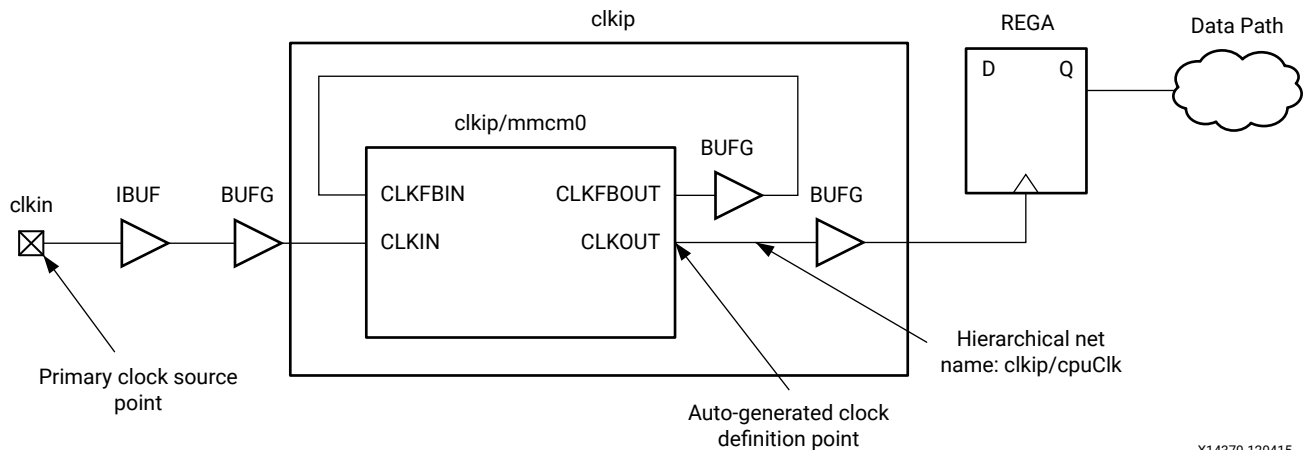 clkip
REGA
Data Path
D
Q
clkip/mmcm0
BUFG
IBUF
BUFG
CLKFBIN
CLKFBOUT
BUFG
clkin
CLKIN
CLKOUT
Hierarchical net
name: clkip/cpuClk
Primary clock source
point
Auto-generated clock
definition point
X14370-120415